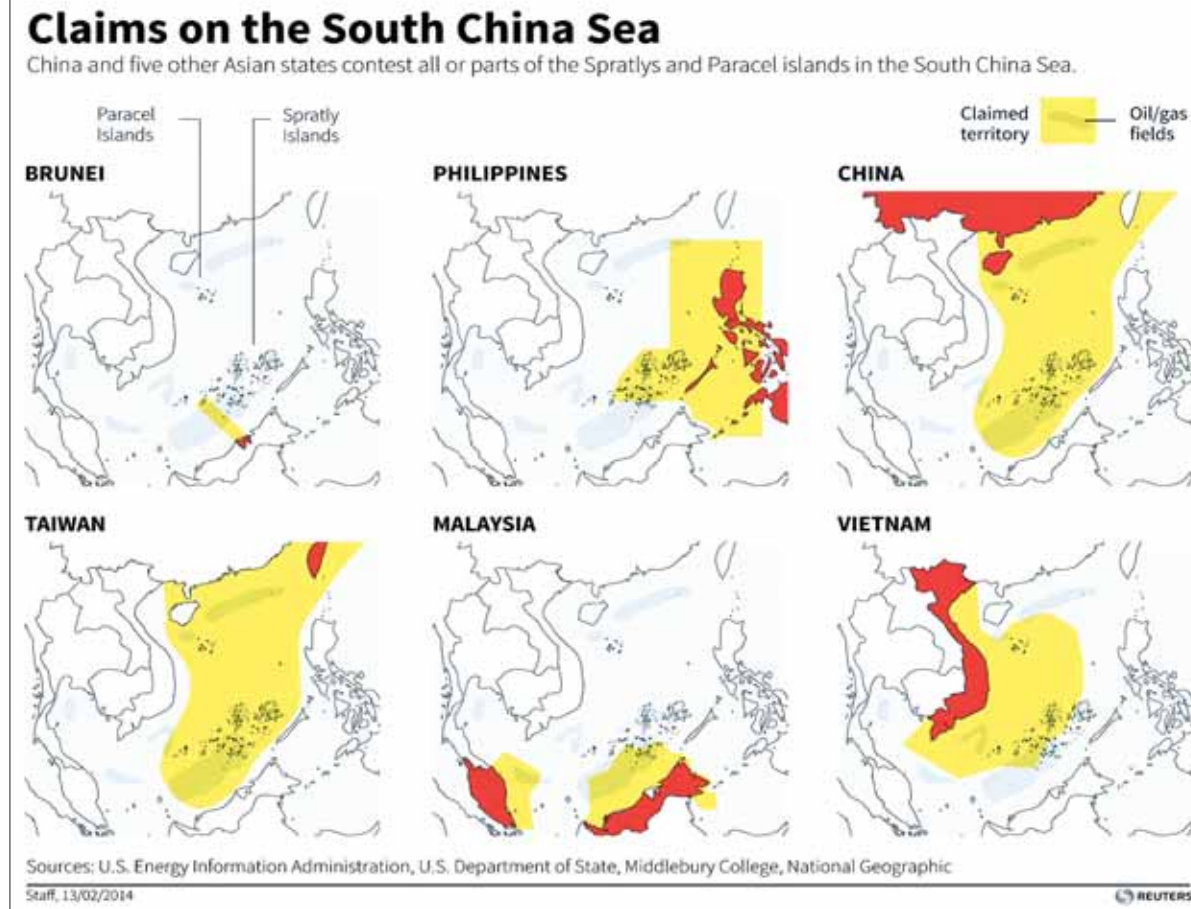 Claims on the South China Sea
China and five other Asian states contest all or parts of the Spratlys and Paracel islands in the South China Sea.
Paracel
Islands
Spratly
Islands
Claimed
territory
Oil/gas
fields
BRUNEI
PHILIPPINES
CHINA
TAIWAN
MALAYSIA
VIETNAM
Sources: U.S. Energy Information Administration, U.S. Department of State, Middlebury College, National Geographic
Staff, 13/02/2014
REUTERS